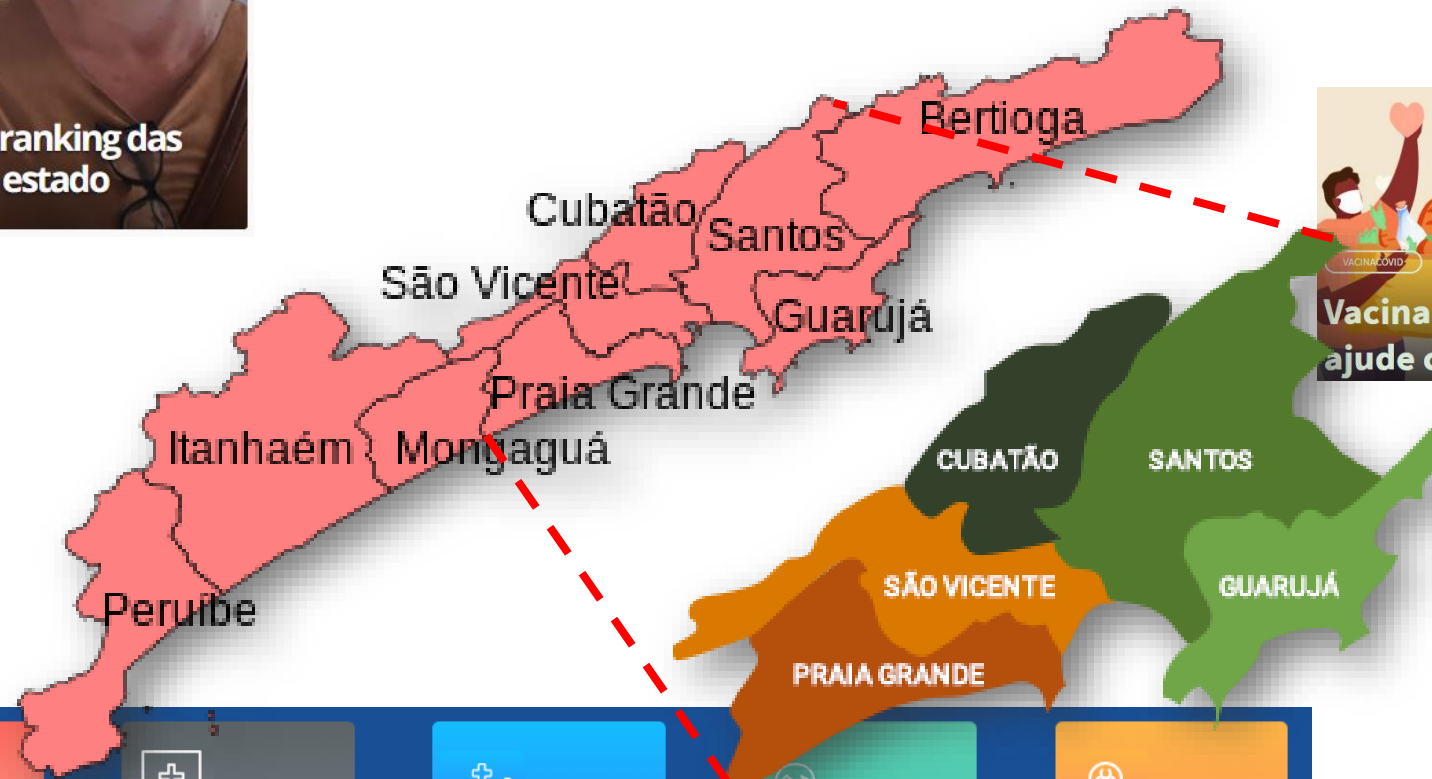 ranking das
estado
Bertioga
Cubatão
Santos
São Vicente
Guarujá
Praia Grande
Itanhaém
Mongaguá
Peruíbe
VACINACOVID
Vacina
ajude
CUBATÃO
SANTOS
SÃO VICENTE
GUARUJÁ
PRAIA GRANDE